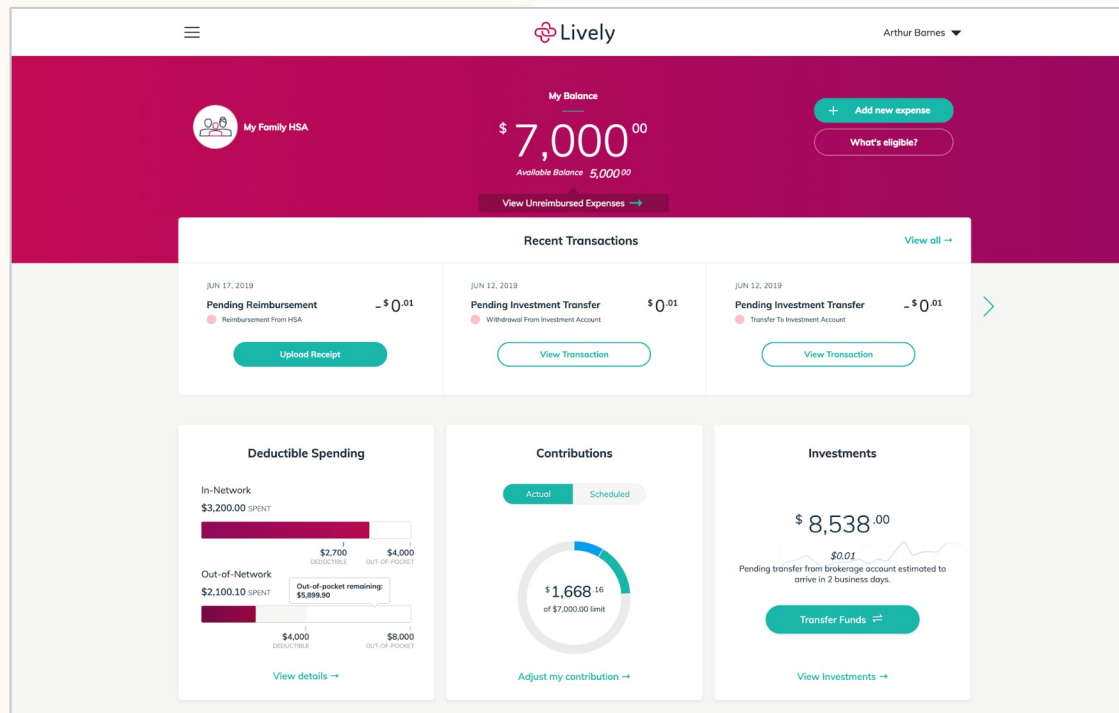 Lively
Arthur Barnes
My Family HSA
My Balance
$ 7,000 00
Available Balance 5,000 00
View Unreimbursed Expenses →
+ Add new expense
What's eligible?
Recent Transactions
View all →
JUN 17, 2019
Pending Reimbursement - $ 0 .01
Reimbursement From HSA
Upload Receipt
JUN 12, 2019
Pending Investment Transfer $ 0 .01
Withdrawal From Investment Account
View Transaction
JUN 12, 2019
Pending Investment Transfer - $ 0 .01
Transfer To Investment Account
View Transaction
Deductible Spending
In-Network
$3,200.00 SPENT
$2,700 $4,000
DEDUCTIBLE OUT-OF-POCKET
Out-of-Network
$2,100.10 SPENT
Out-of-pocket remaining:
$5,899.90
$4,000 $8,000
DEDUCTIBLE OUT-OF-POCKET
View details →
Contributions
Actual Scheduled
$ 1,668 .16
of $7,000.00 limit
Adjust my contribution →
Investments
$ 8,538 .00
$0.01
Pending transfer from brokerage account estimated to
arrive in 2 business days.
Transfer Funds
View Investments →